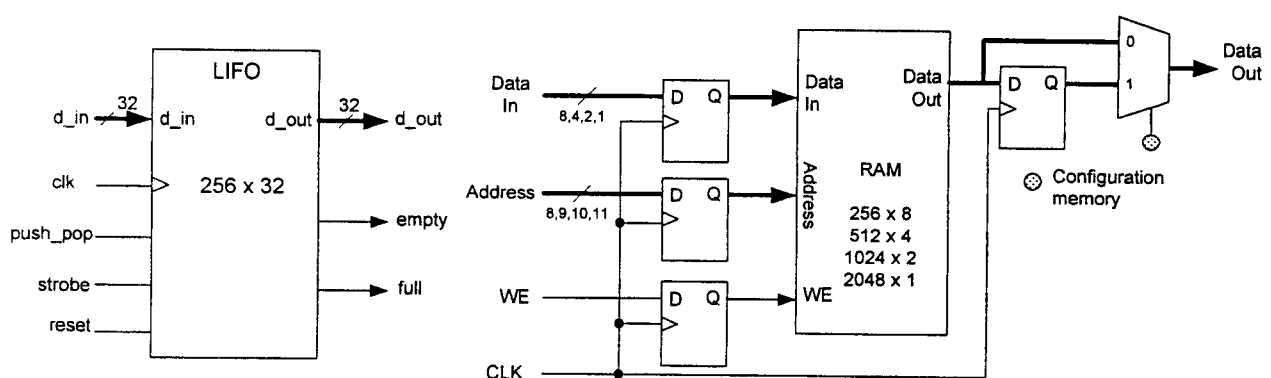 LIFO
32
d_in
d_in
32
d_out
d_out
clk
256 x 32
push_pop
empty
strobe
full
reset
Data
In
8,4,2,1
D Q
Address
8,9,10,11
D Q
WE
D Q
CLK
Data
In
Data
Out
Address
RAM
256 x 8
512 x 4
1024 x 2
2048 x 1
WE
D Q
0
1
Data
Out
Configuration
memory